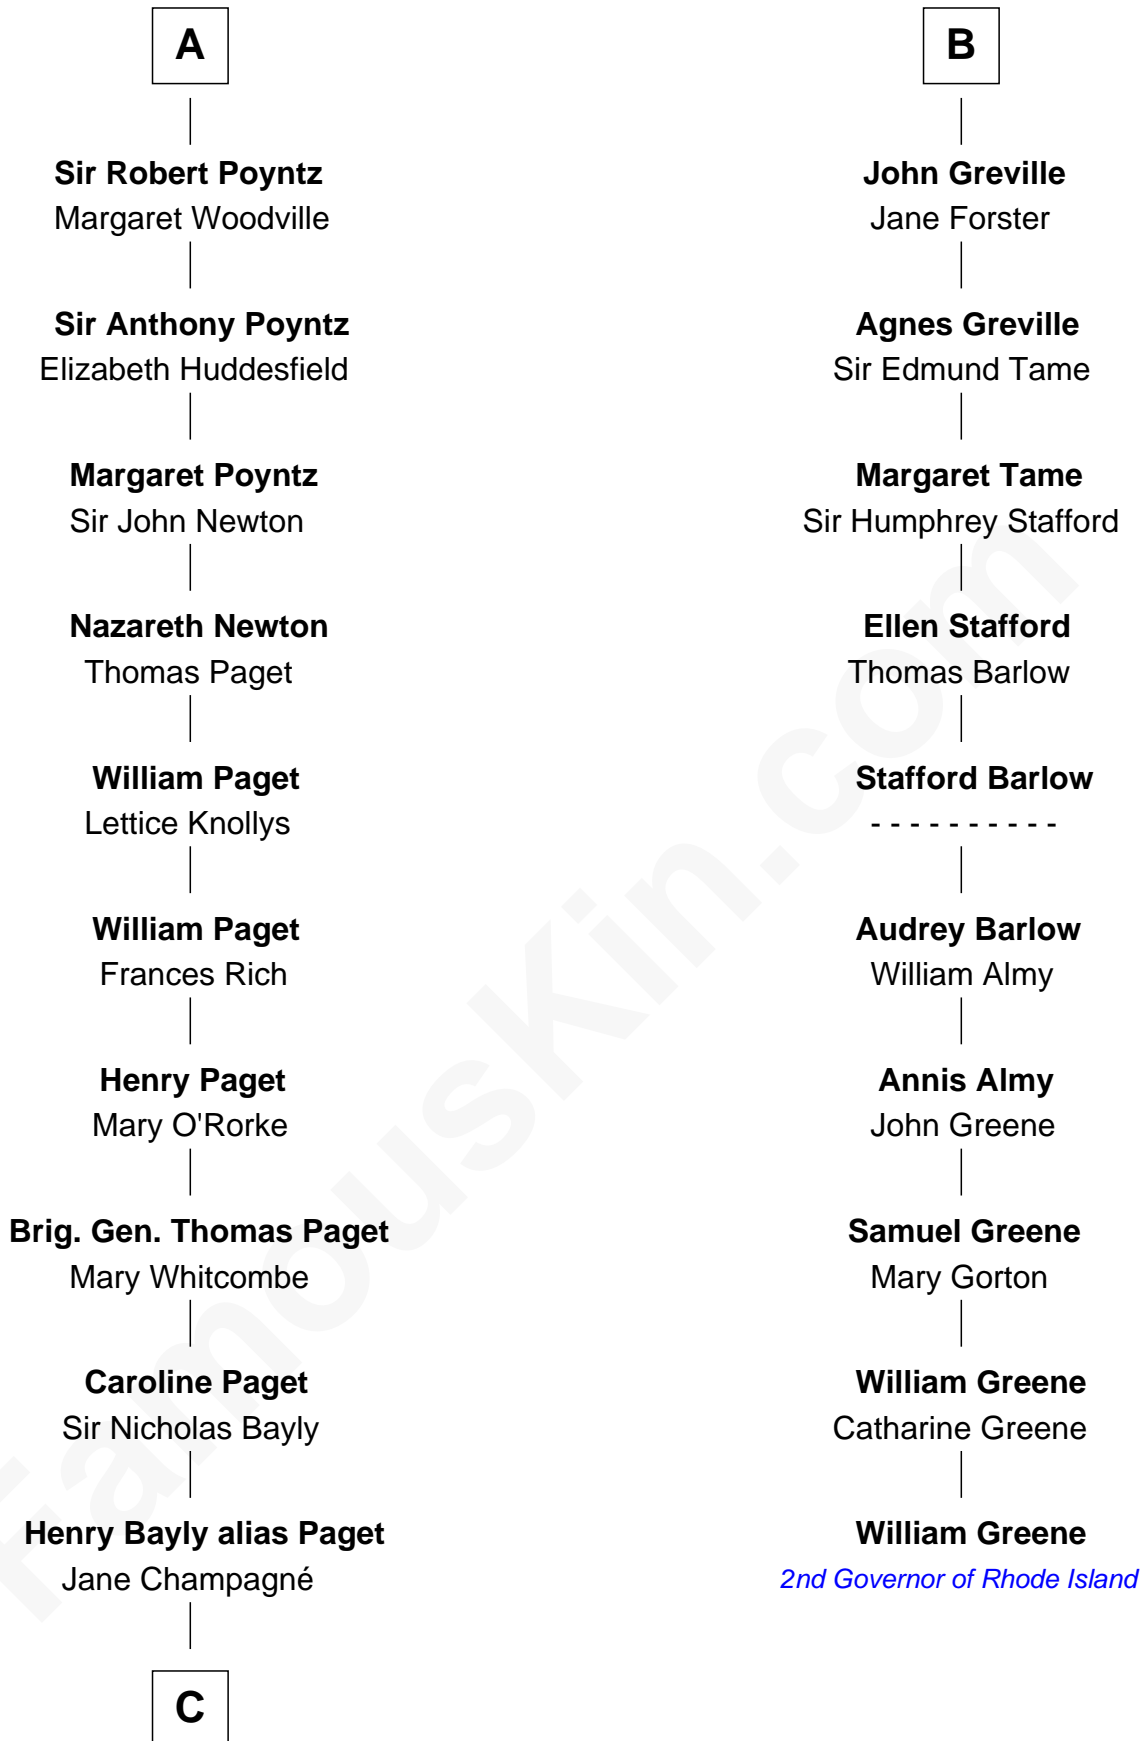 A
Sir Robert Poyntz
Margaret Woodville
Sir Anthony Poyntz
Elizabeth Huddesfield
Margaret Poyntz
Sir John Newton
Nazareth Newton
Thomas Paget
William Paget
Lettice Knollys
William Paget
Frances Rich
Henry Paget
Mary O'Rorke
Brig. Gen. Thomas Paget
Mary Whitcombe
Caroline Paget
Sir Nicholas Bayly
Henry Bayly alias Paget
Jane Champagné
C
B
John Greville
Jane Forster
Agnes Greville
Sir Edmund Tame
Margaret Tame
Sir Humphrey Stafford
Ellen Stafford
Thomas Barlow
Stafford Barlow
- - - - - - - - - -
Audrey Barlow
William Almy
Annis Almy
John Greene
Samuel Greene
Mary Gorton
William Greene
Catharine Greene
William Greene
2nd Governor of Rhode Island
FamousKin.com